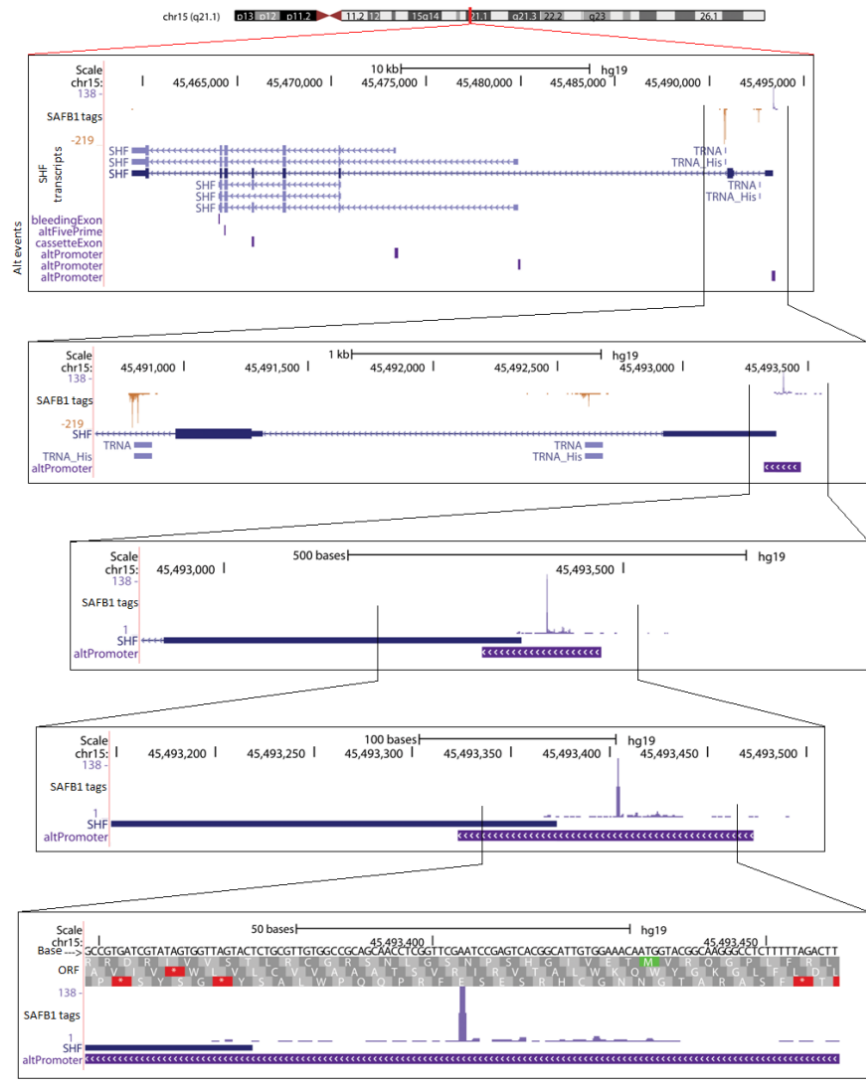 chr15 (q21.1) p13 p12 p11.2 11.2 12 15q14 21.1 q21.3 22.2 q23 26.1
Scale 10 kb hg19
chr15: 45,465,000 45,470,000 45,475,000 45,480,000 45,485,000 45,490,000 45,495,000
138 -
SAFB1 tags
-219
SHF TRNA
SHF TRNA_His
SHF
SHF transcripts
SHF TRNA
SHF TRNA_His
SHF
Alt events
bleedingExon
altFivePrime
cassetteExon
altPromoter
altPromoter
altPromoter
Scale 1 kb hg19
chr15: 45,491,000 45,491,500 45,492,000 45,492,500 45,493,000 45,493,500
138 -
SAFB1 tags
-219
SHF
TRNA TRNA
TRNA_His TRNA_His
altPromoter
Scale 500 bases hg19
chr15: 45,493,000 45,493,500
138 -
SAFB1 tags
1
SHF
altPromoter
Scale 100 bases hg19
chr15: 45,493,200 45,493,250 45,493,300 45,493,350 45,493,400 45,493,450 45,493,500
138 -
SAFB1 tags
1
SHF
altPromoter
Scale 50 bases hg19
chr15: 45,493,400 45,493,450
Base ---> GCCGTGATCGTATAGTGGTTAGTACTCTGCGTTGTGGCCGCAGCAACCTCGGTTCGAATCCGAGTCACGGCATTGTGGAAACAATGGTACGGCAAGGGCCTCTTTTTAGACTT
ORF
138
SAFB1 tags
1
SHF
altPromoter